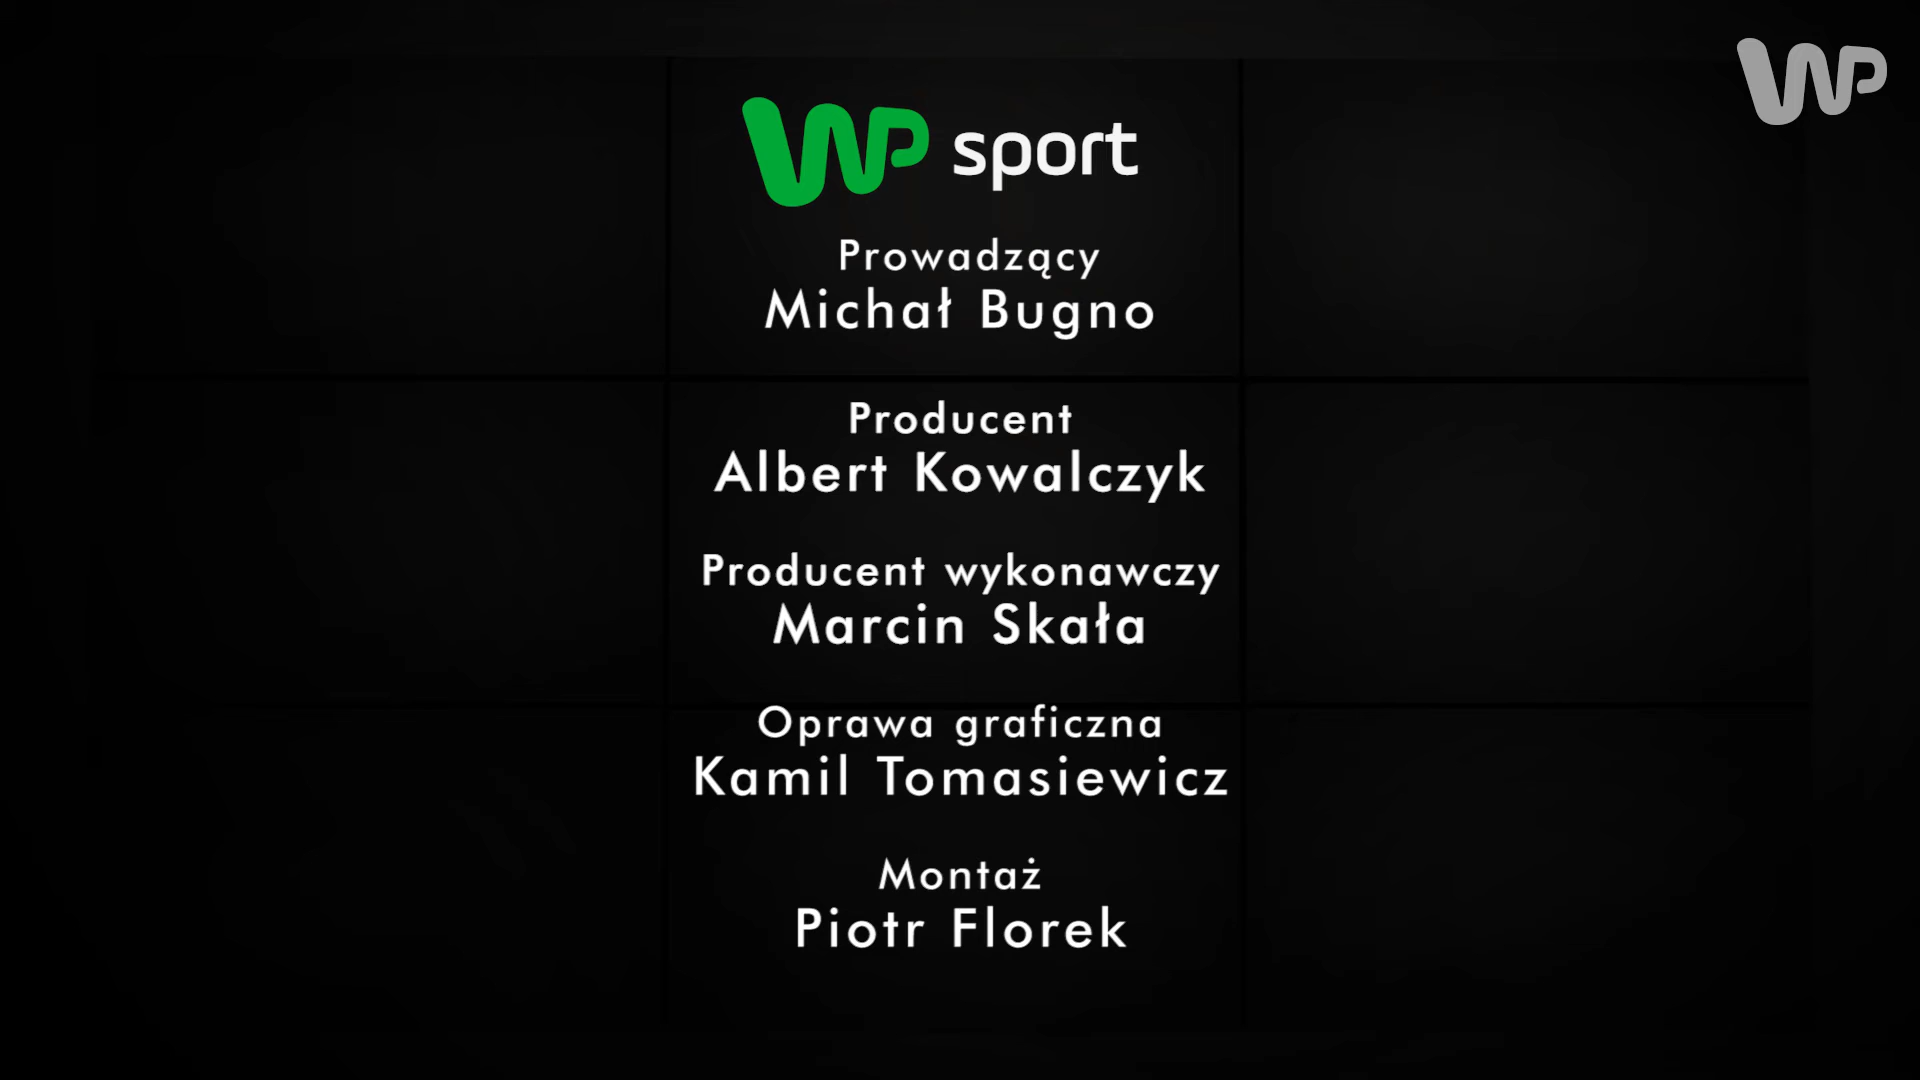 WP
WP sport
Prowadzący
Michał Bugno
Producent
Albert Kowalczyk
Producent wykonawczy
Marcin Skała
Oprawa graficzna
Kamil Tomasiewicz
Montaż
Piotr Florek